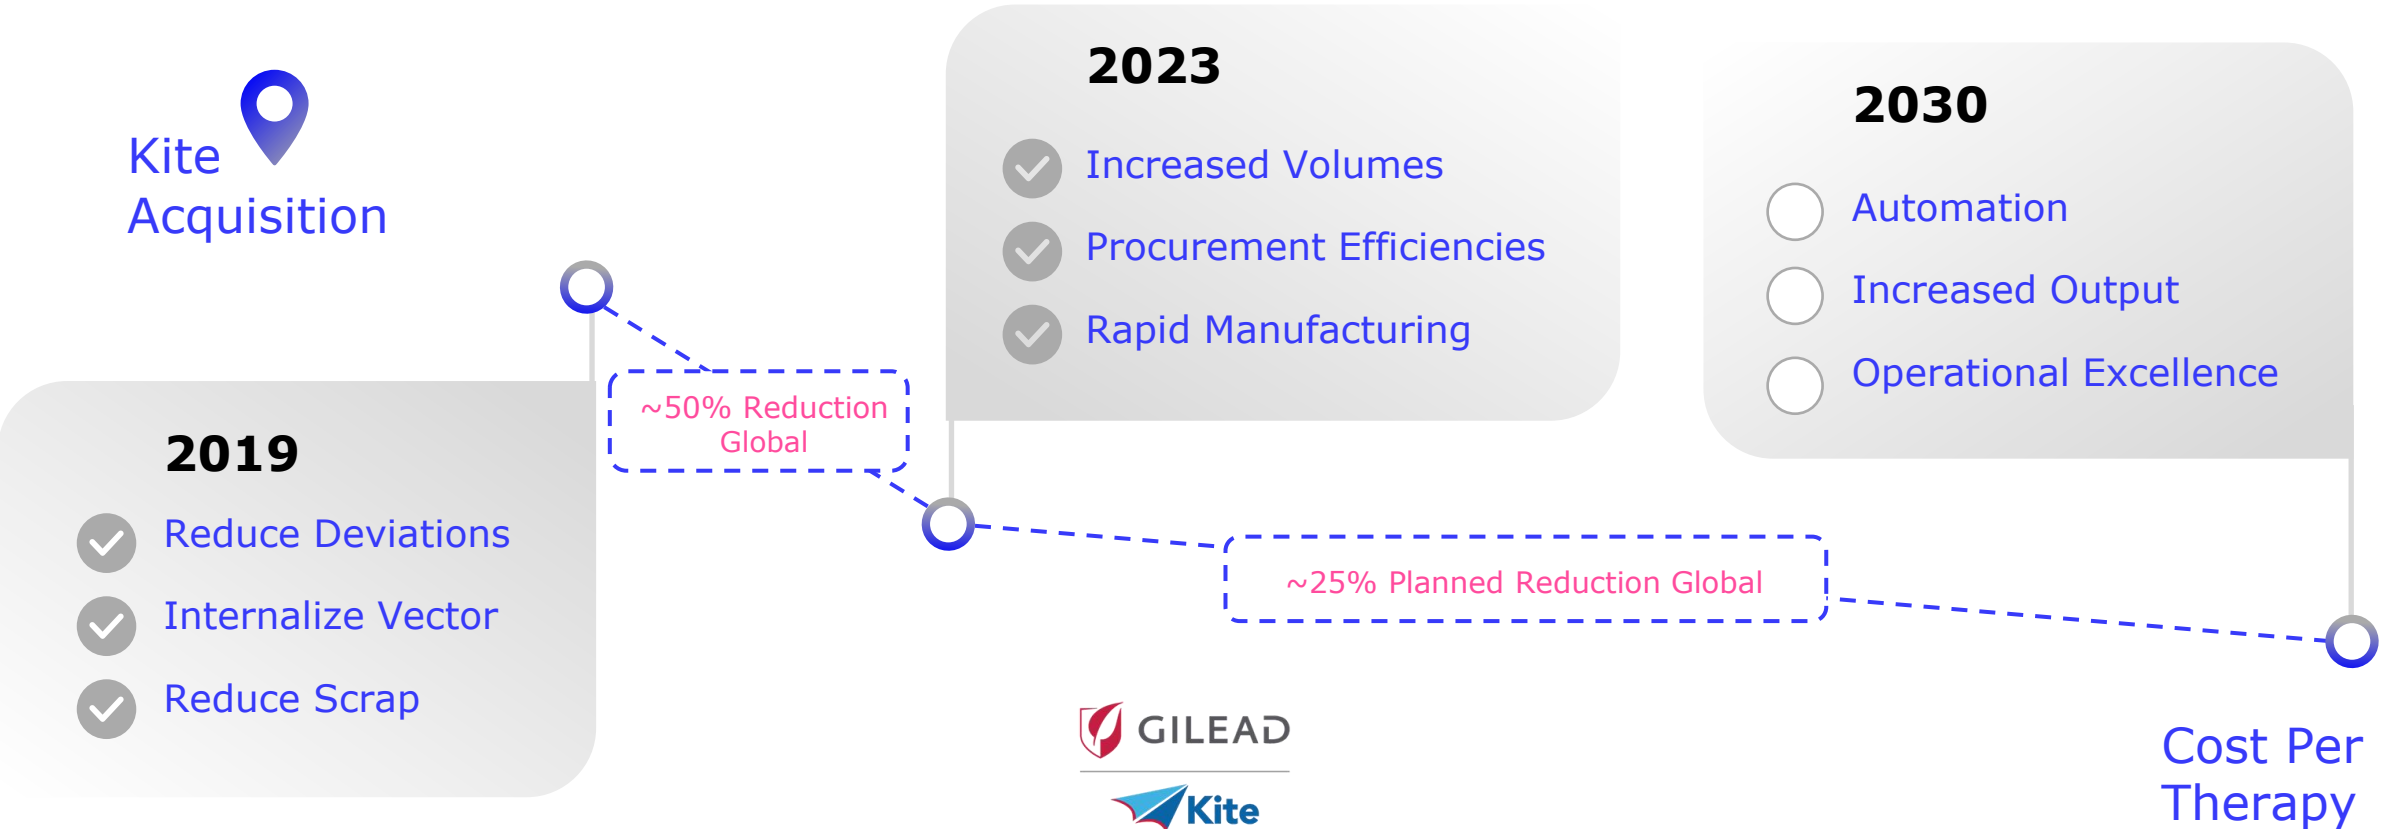 Kite
Acquisition
2019
Reduce Deviations
Internalize Vector
Reduce Scrap
~50% Reduction
Global
2023
Increased Volumes
Procurement Efficiencies
Rapid Manufacturing
~25% Planned Reduction Global
2030
Automation
Increased Output
Operational Excellence
Cost Per
Therapy
GILEAD
Kite